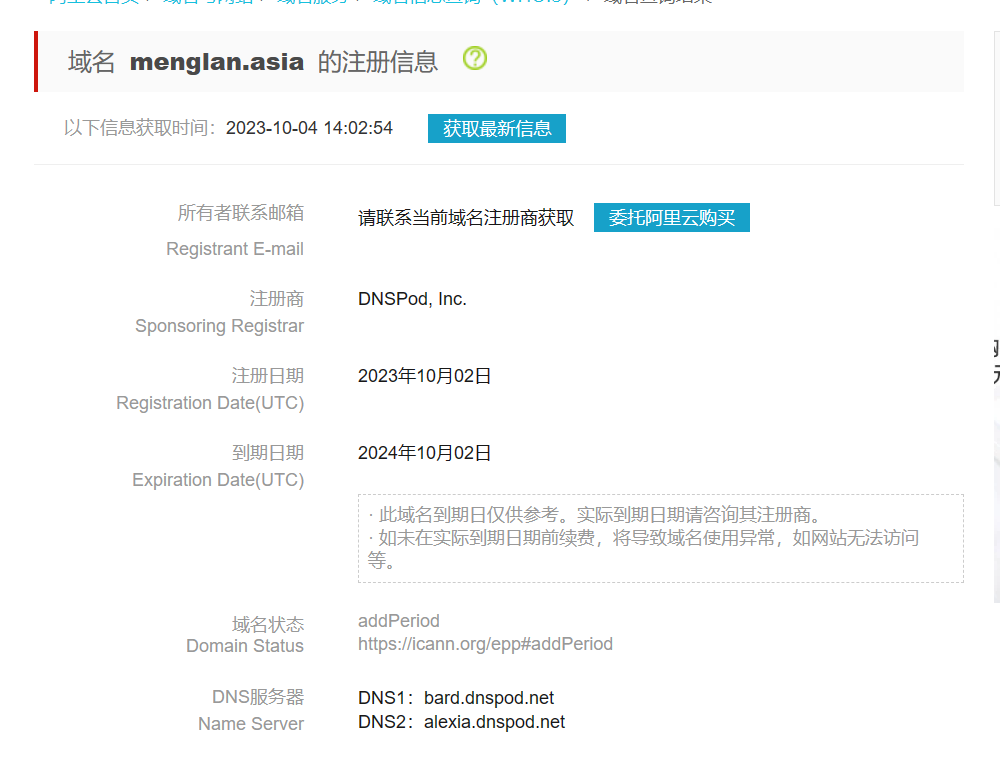 域名 menglan.asia 的注册信息 ?
以下信息获取时间：2023-10-04 14:02:54 获取最新信息
所有者联系邮箱 请联系当前域名注册商获取 委托阿里云购买
Registrant E-mail
注册商 DNSPod, Inc.
Sponsoring Registrar
注册日期 2023年10月02日
Registration Date(UTC)
到期日期 2024年10月02日
Expiration Date(UTC)
· 此域名到期日仅供参考。实际到期日期请咨询其注册商。
· 如未在实际到期日期前续费，将导致域名使用异常，如网站无法访问
等。
域名状态 addPeriod
Domain Status https://icann.org/epp#addPeriod
DNS服务器 DNS1：bard.dnspod.net
Name Server DNS2：alexia.dnspod.net